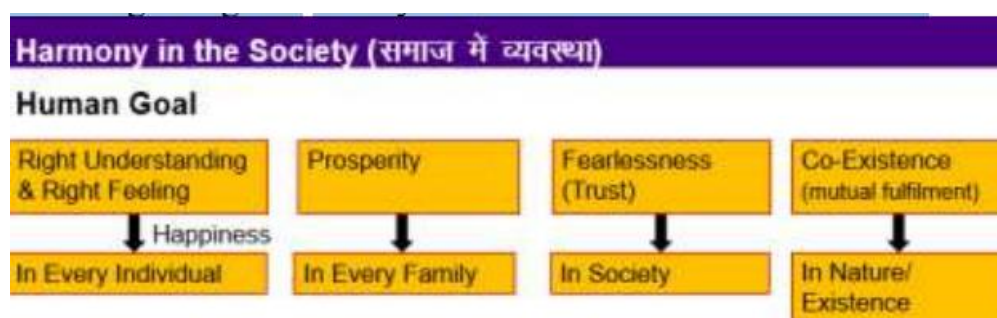 Harmony in the Society (समाज में व्यवस्था)
Human Goal
Right Understanding
& Right Feeling
Prosperity
Fearlessness
(Trust)
Co-Existence
(mutual fulfilment)
Happiness
In Every Individual
In Every Family
In Society
In Nature/
Existence